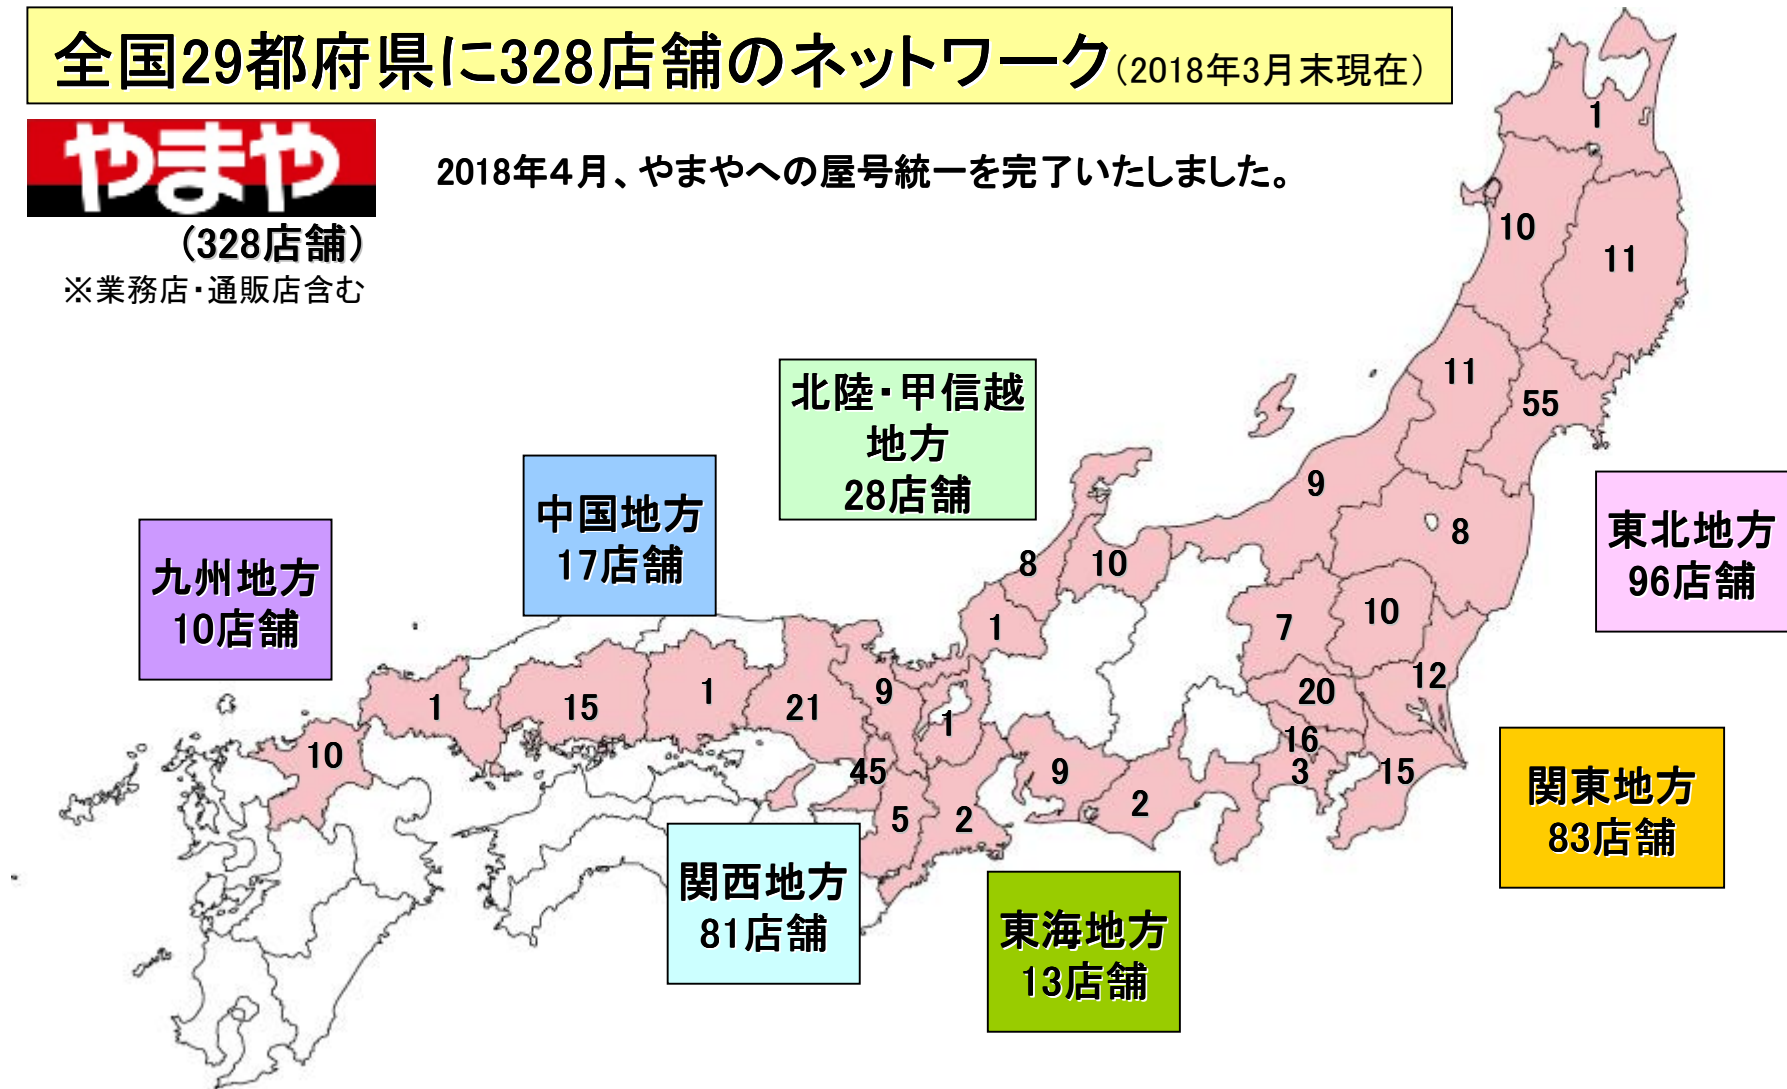 全国29都府県に328店舗のネットワーク(2018年3月末現在)
やまや
2018年4月、やまやへの屋号統一を完了いたしました。
(328店舗)
※業務店・通販店含む
1
10
11
11
55
北陸・甲信越
地方
28店舗
9
8
東北地方
96店舗
中国地方
17店舗
九州地方
10店舗
8
10
1
7
10
12
20
16
3
15
関東地方
83店舗
1
15
1
21
9
1
10
45
5
2
9
2
関西地方
81店舗
東海地方
13店舗